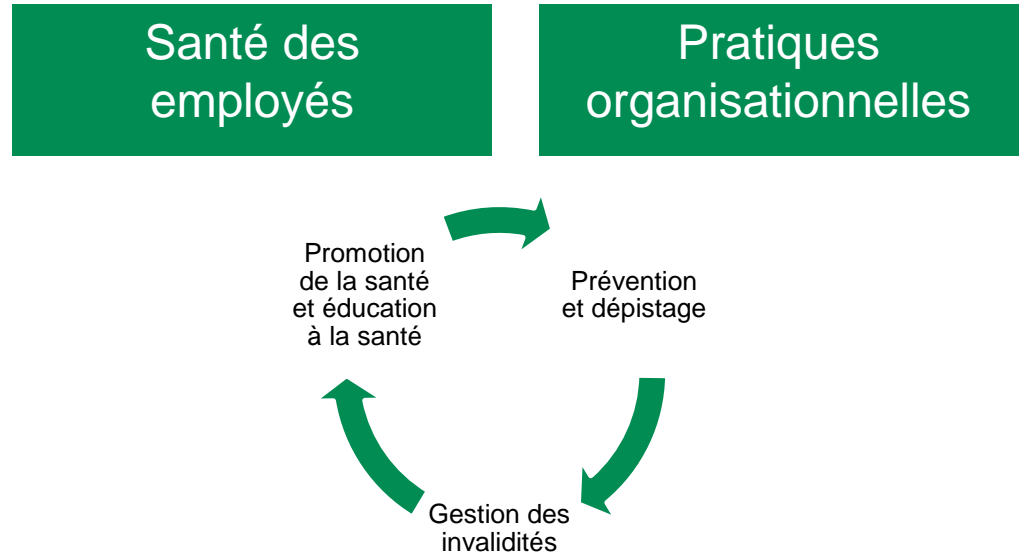 Santé des
employés
Pratiques
organisationnelles
Promotion
de la santé
et éducation
à la santé
Prévention
et dépistage
Gestion des
invalidités